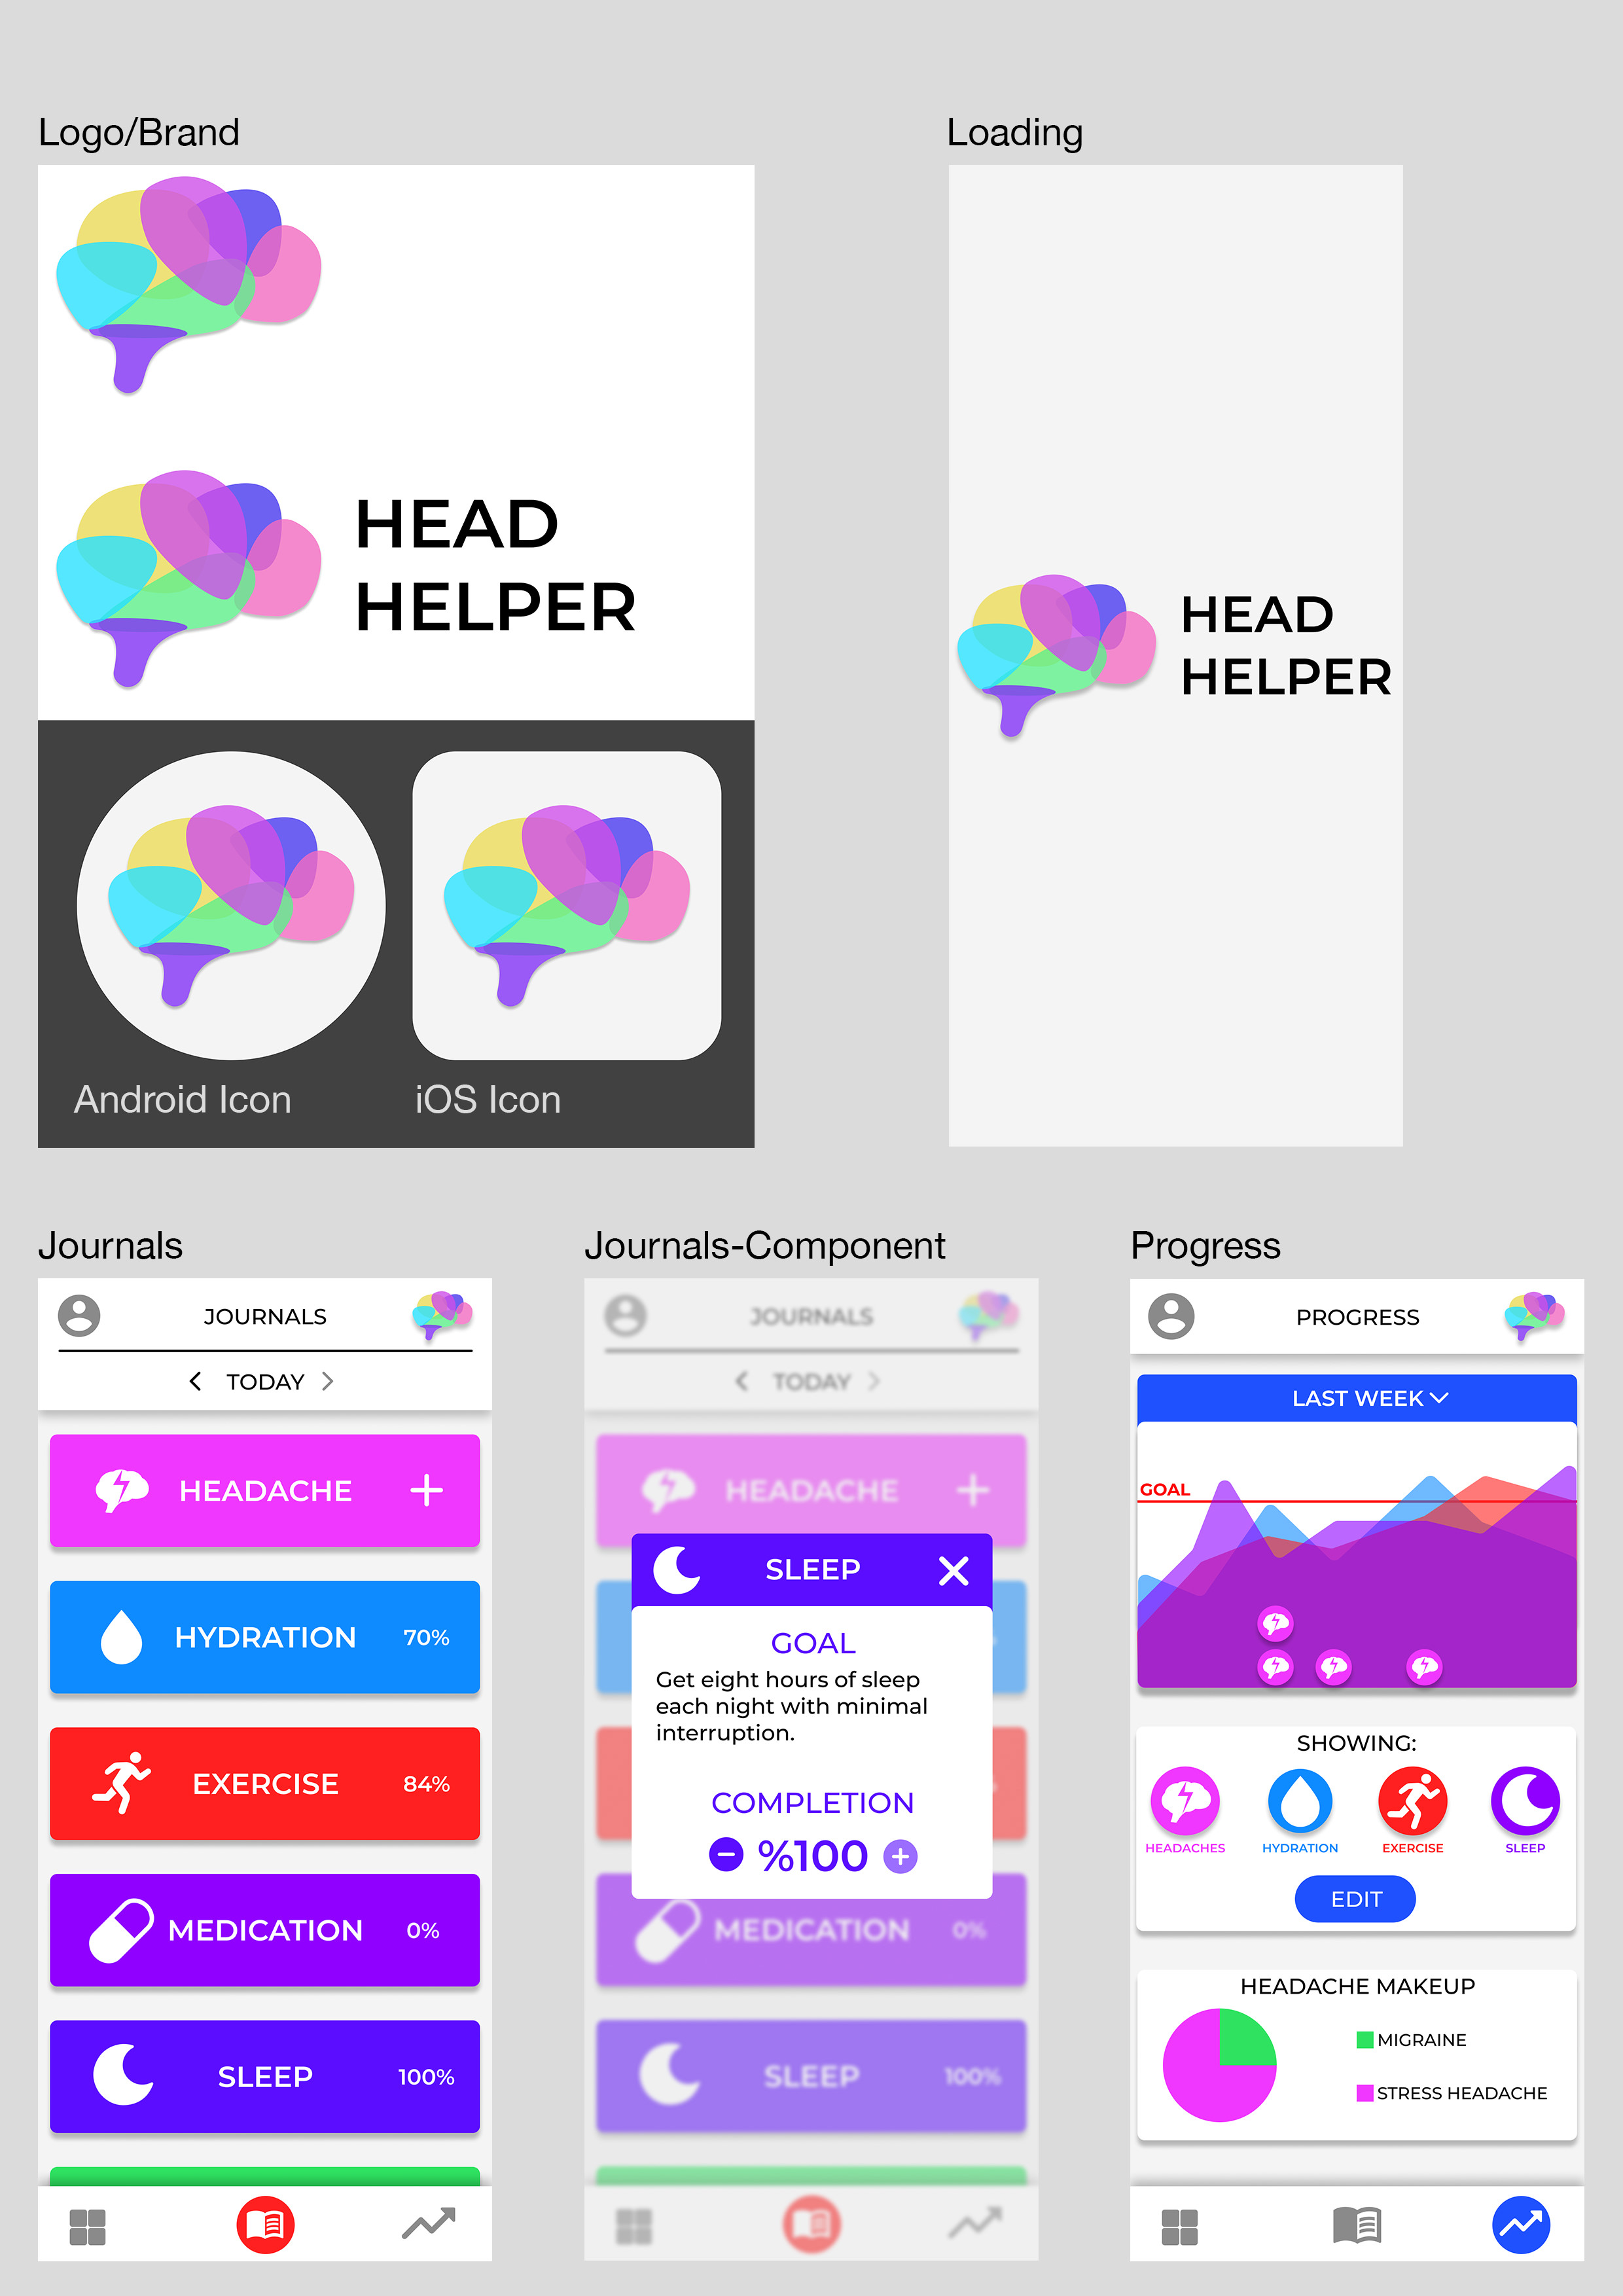 Logo/Brand
HEAD
HELPER
Android Icon
iOS Icon
Loading
HEAD
HELPER
Journals
JOURNALS
TODAY
HEADACHE
HYDRATION 70%
EXERCISE 84%
MEDICATION 0%
SLEEP 100%
Journals-Component
JOURNALS
TODAY
HEADACHE
SLEEP
GOAL
Get eight hours of sleep
each night with minimal
interruption.
COMPLETION
%100
MEDICATION 0%
SLEEP 100%
Progress
PROGRESS
LAST WEEK
GOAL
SHOWING:
HEADACHES HYDRATION EXERCISE SLEEP
EDIT
HEADACHE MAKEUP
MIGRAINE
STRESS HEADACHE